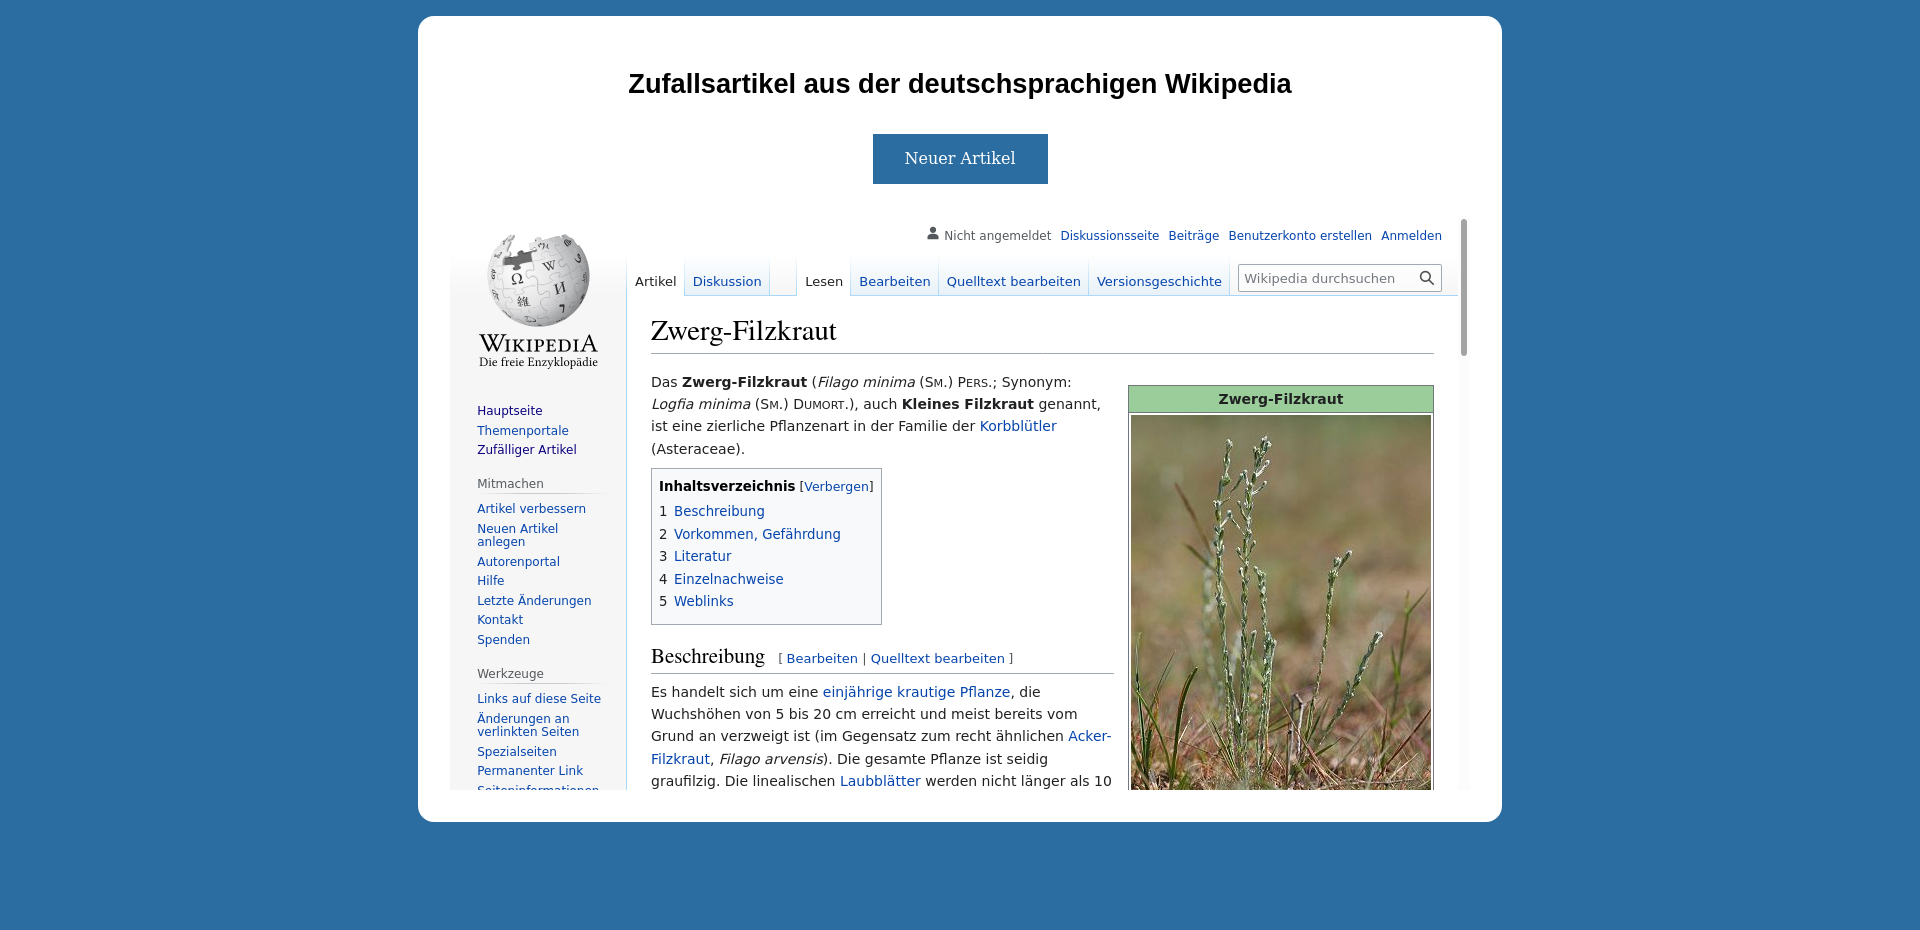 Zufallsartikel aus der deutschsprachigen Wikipedia
Neuer Artikel
Nicht angemeldet Diskussionsseite Beiträge Benutzerkonto erstellen Anmelden
Artikel Diskussion Lesen Bearbeiten Quelltext bearbeiten Versionsgeschichte Wikipedia durchsuchen
WIKIPEDIA
Die freie Enzyklopädie
Hauptseite
Themenportale
Zufälliger Artikel
Mitmachen
Artikel verbessern
Neuen Artikel
anlegen
Autorenportal
Hilfe
Letzte Änderungen
Kontakt
Spenden
Werkzeuge
Links auf diese Seite
Änderungen an
verlinkten Seiten
Spezialseiten
Permanenter Link
Seiteninformationen
Zwerg-Filzkraut
Das Zwerg-Filzkraut (Filago minima (SM.) PERS.; Synonym:
Logfia minima (SM.) DUMORT.), auch Kleines Filzkraut genannt,
ist eine zierliche Pflanzenart in der Familie der Korbblütler
(Asteraceae).
Inhaltsverzeichnis [Verbergen]
1 Beschreibung
2 Vorkommen, Gefährdung
3 Literatur
4 Einzelnachweise
5 Weblinks
Beschreibung [ Bearbeiten | Quelltext bearbeiten ]
Es handelt sich um eine einjährige krautige Pflanze, die
Wuchshöhen von 5 bis 20 cm erreicht und meist bereits vom
Grund an verzweigt ist (im Gegensatz zum recht ähnlichen Acker-
Filzkraut, Filago arvensis). Die gesamte Pflanze ist seidig
graufilzig. Die linealischen Laubblätter werden nicht länger als 10
Zwerg-Filzkraut